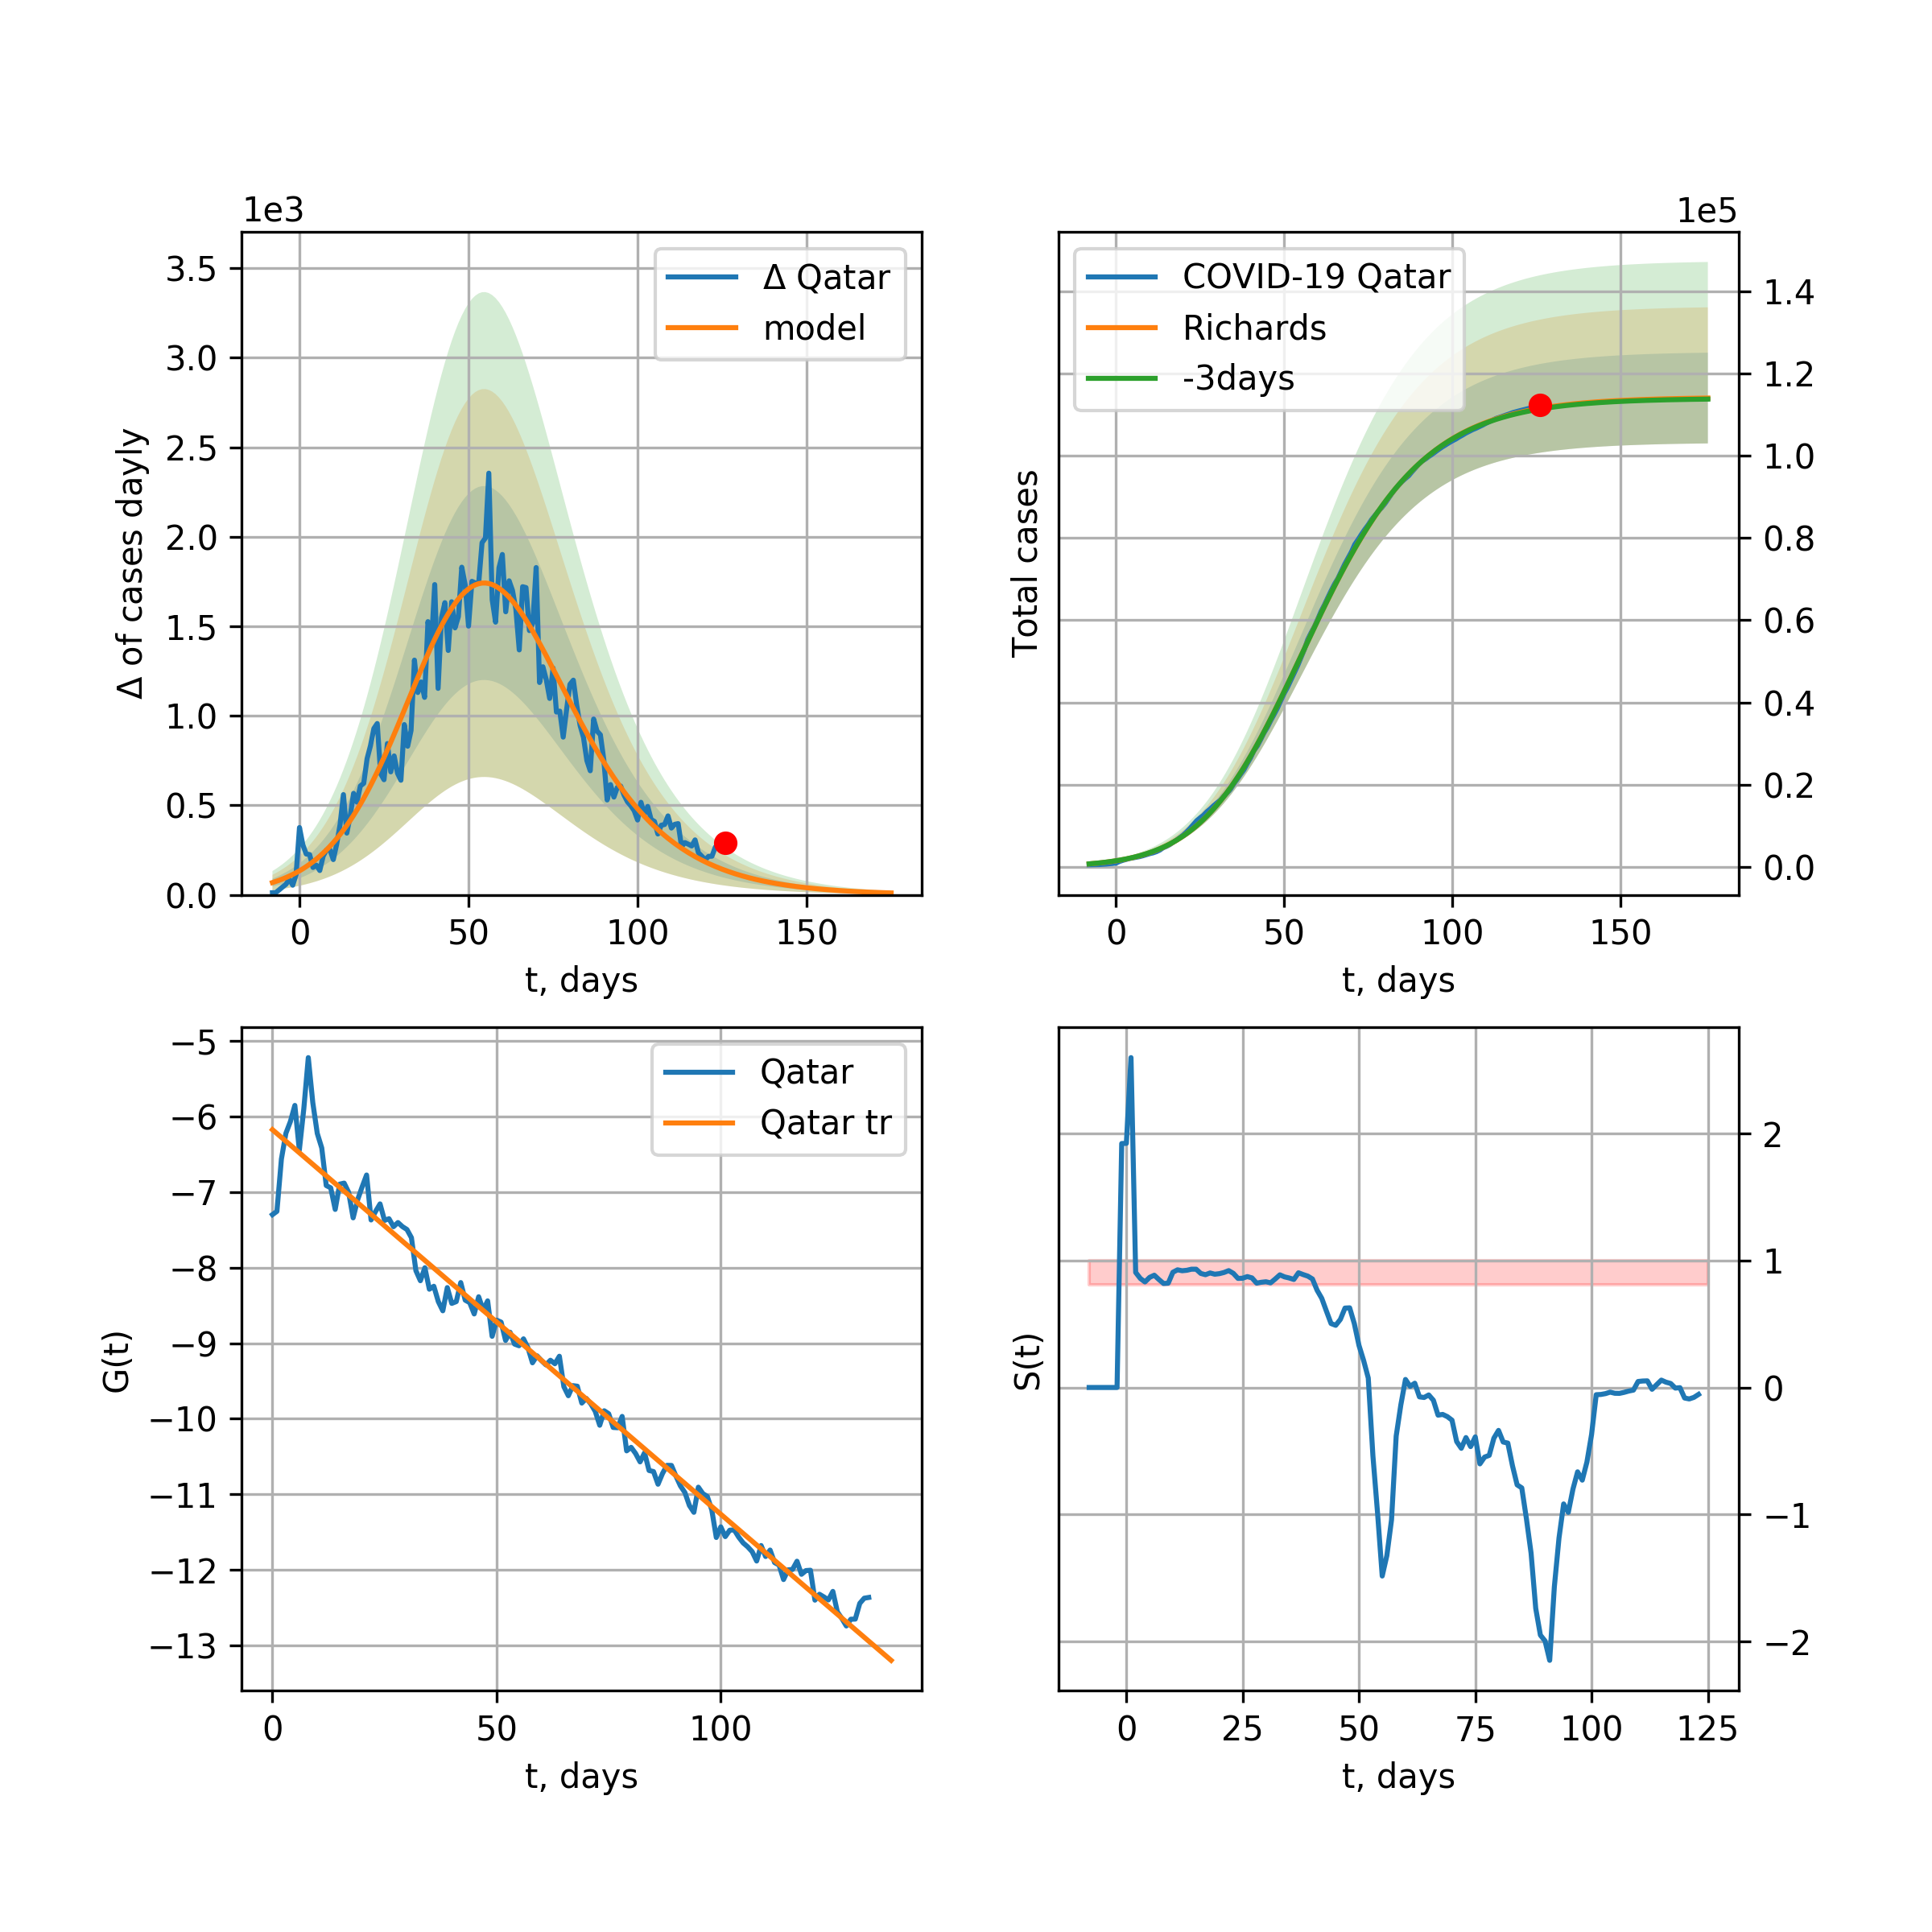 1e3
3.5
3.0
2.5
2.0
1.5
1.0
0.5
0.0
Δ of cases dayly
Δ Qatar
model
0 50 100 150
t, days
1e5
COVID-19 Qatar
Richards
-3days
Total cases
1.4
1.2
1.0
0.8
0.6
0.4
0.2
0.0
0 50 100 150
t, days
−5
−6
−7
−8
−9
−10
−11
−12
−13
G(t)
Qatar
Qatar tr
0 50 100
t, days
S(t)
2
1
0
−1
−2
0 25 50 75 100 125
t, days